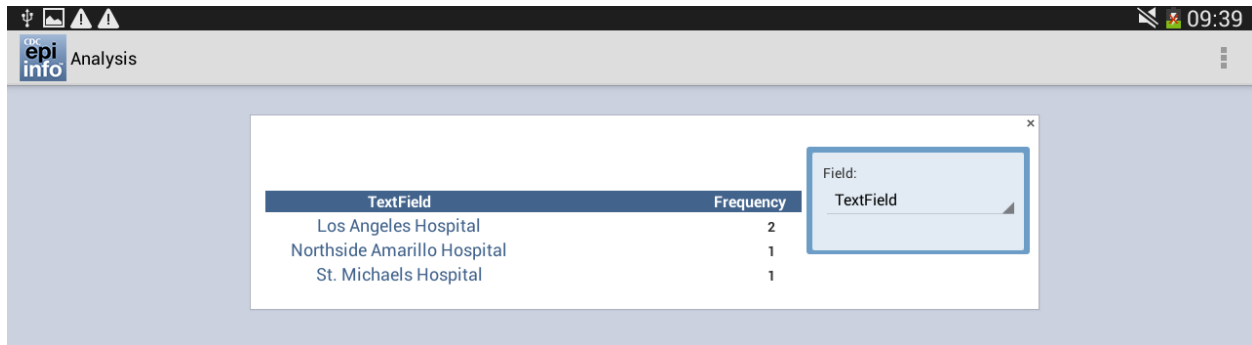 09:39
CDC
epi
info
Analysis
×
Field:
TextField
TextField Frequency
Los Angeles Hospital 2
Northside Amarillo Hospital 1
St. Michaels Hospital 1